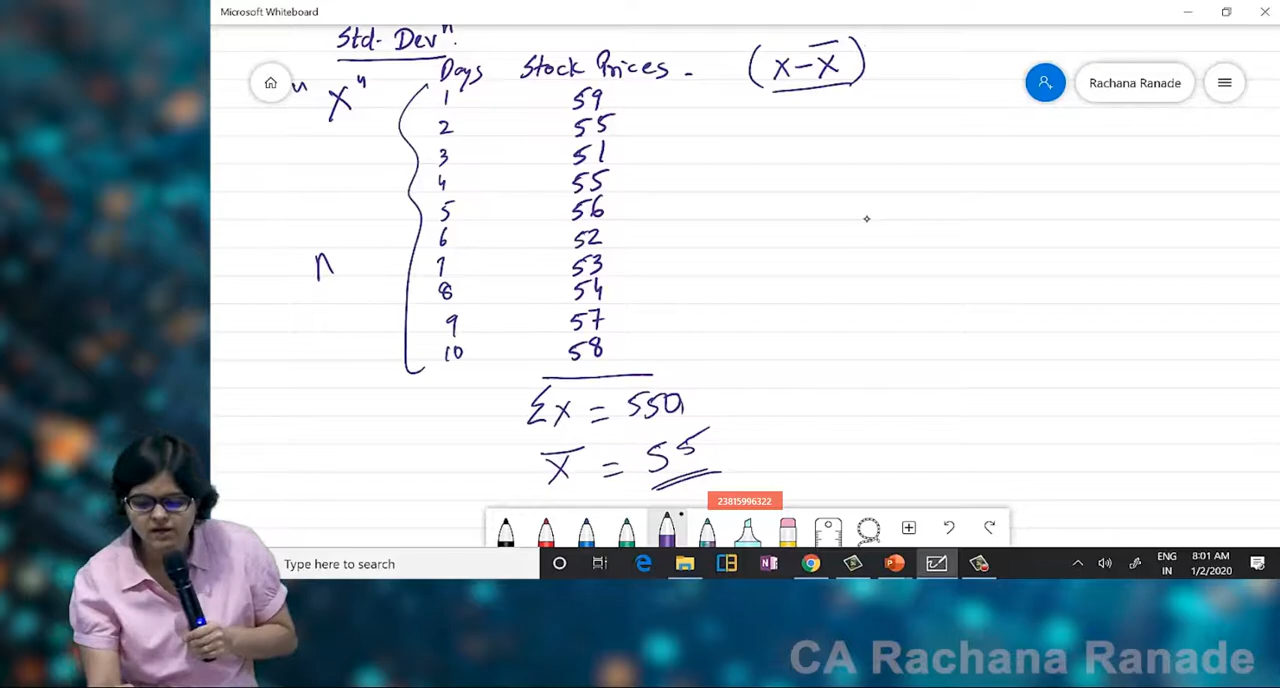 Microsoft Whiteboard
Std. Devⁿ.
Days Stock Prices - (x-x̅)
" X "
1 59
2 55
3 51
4 55
5 56
6 52
n
7 53
8 54
9 57
10 58
Σx = 550
x̅ = 55
Rachana Ranade
23815996322
Type here to search
ENG
IN
8:01 AM
1/2/2020
CA Rachana Ranade